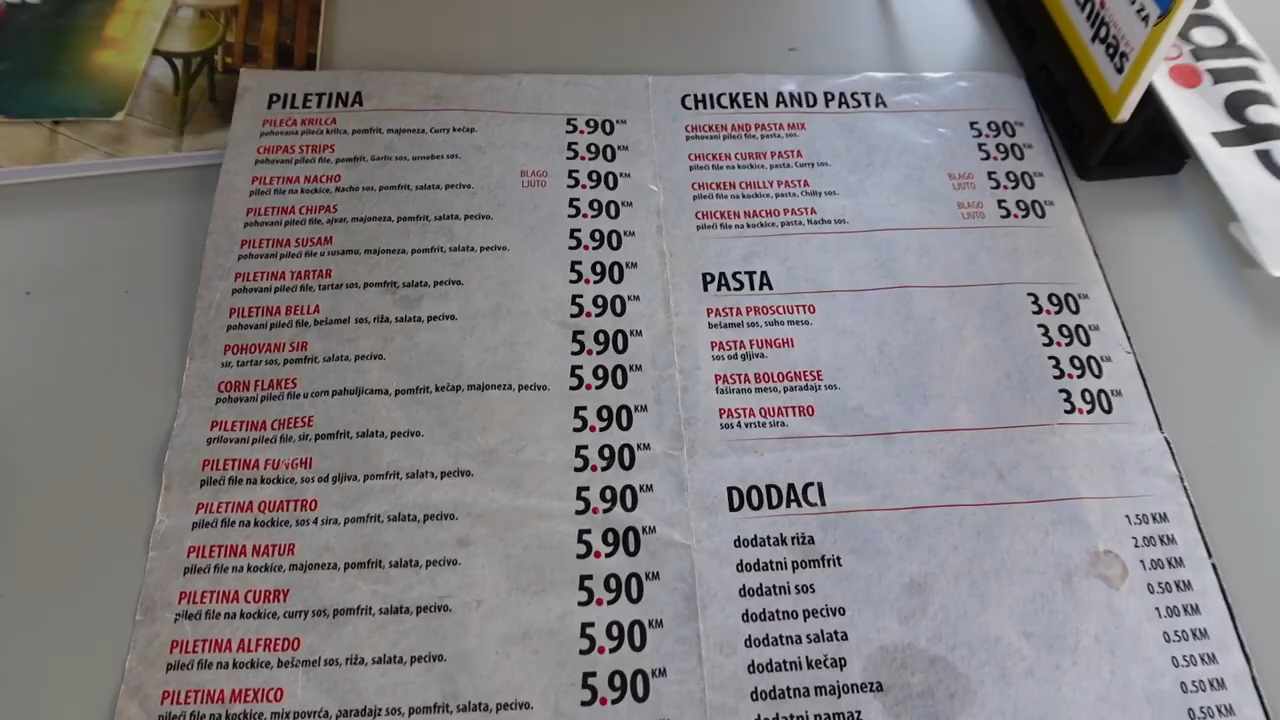 PILETINA
PILEĆA KRILCA 5.90 KM
pohovana pileća krilca, pomfrit, majoneza, Curry kečap.
CHIPAS STRIPS 5.90 KM
pohovani pileći file, pomfrit, Garlic sos, urnebes sos.
PILETINA NACHO BLAGO LJUTO 5.90 KM
pileći file na kockice, Nacho sos, pomfrit, salata, pecivo.
PILETINA CHIPAS 5.90 KM
pohovani pileći file, ajvar, majoneza, pomfrit, salata, pecivo.
PILETINA SUSAM 5.90 KM
pohovani pileći file u susamu, majoneza, pomfrit, salata, pecivo.
PILETINA TARTAR 5.90 KM
pohovani pileći file, tartar sos, pomfrit, salata, pecivo.
PILETINA BELLA 5.90 KM
pohovani pileći file, bešamel sos, riža, salata, pecivo.
POHOVANI SIR 5.90 KM
sir, tartar sos, pomfrit, salata, pecivo.
CORN FLAKES 5.90 KM
pohovani pileći file u corn pahuljicama, pomfrit, kečap, majoneza, pecivo.
PILETINA CHEESE 5.90 KM
grilovani pileći file, sir, pomfrit, salata, pecivo.
PILETINA FUNGHI 5.90 KM
pileći file na kockice, sos od gljiva, pomfrit, salata, pecivo.
PILETINA QUATTRO 5.90 KM
pileći file na kockice, sos 4 sira, pomfrit, salata, pecivo.
PILETINA NATUR 5.90 KM
pileći file na kockice, majoneza, pomfrit, salata, pecivo.
PILETINA CURRY 5.90 KM
pileći file na kockice, curry sos, pomfrit, salata, pecivo.
PILETINA ALFREDO 5.90 KM
pileći file na kockice, bešemel sos, riža, salata, pecivo.
PILETINA MEXICO 5.90 KM
pileći file na kockice, mix povrća, paradajz sos, pomfrit, salata, pecivo.
CHICKEN AND PASTA
CHICKEN AND PASTA MIX 5.90 KM
pohovani pileći file, pasta, sos.
CHICKEN CURRY PASTA 5.90 KM
pileći file na kockice, pasta, Curry sos.
CHICKEN CHILLY PASTA BLAGO LJUTO 5.90 KM
pileći file na kockice, pasta, Chilly sos.
CHICKEN NACHO PASTA BLAGO LJUTO 5.90 KM
pileći file na kockice, pasta, Nacho sos.
PASTA
PASTA PROSCIUTTO 3.90 KM
bešamel sos, suho meso.
PASTA FUNGHI 3.90 KM
sos od gljiva.
PASTA BOLOGNESE 3.90 KM
faširano meso, paradajz sos.
PASTA QUATTRO 3.90 KM
sos 4 vrste sira.
DODACI
dodatak riža 1.50 KM
dodatni pomfrit 2.00 KM
dodatni sos 1.00 KM
dodatno pecivo 0.50 KM
dodatna salata 1.00 KM
dodatni kečap 0.50 KM
dodatna majoneza 0.50 KM
dodatni namaz 0.50 KM
0.50 KM
ZA
CONCEPT